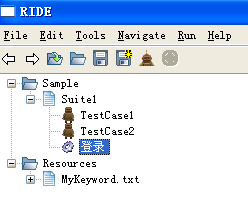 RIDE
File Edit Tools Navigate Run Help
Sample
Suite1
TestCase1
TestCase2
登录
Resources
MyKeyword.txt